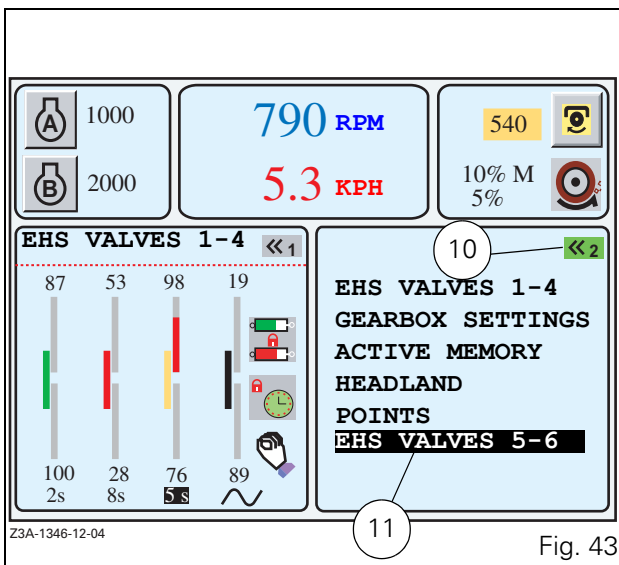 A 1000
B 2000
790 RPM
5.3 KPH
540
10% M
5%
EHS VALVES 1-4 «1
87 53 98 19
100 28 76 89
2s 8s 5 s
10
«2
EHS VALVES 1-4
GEARBOX SETTINGS
ACTIVE MEMORY
HEADLAND
POINTS
EHS VALVES 5-6
11
Z3A-1346-12-04
Fig. 43